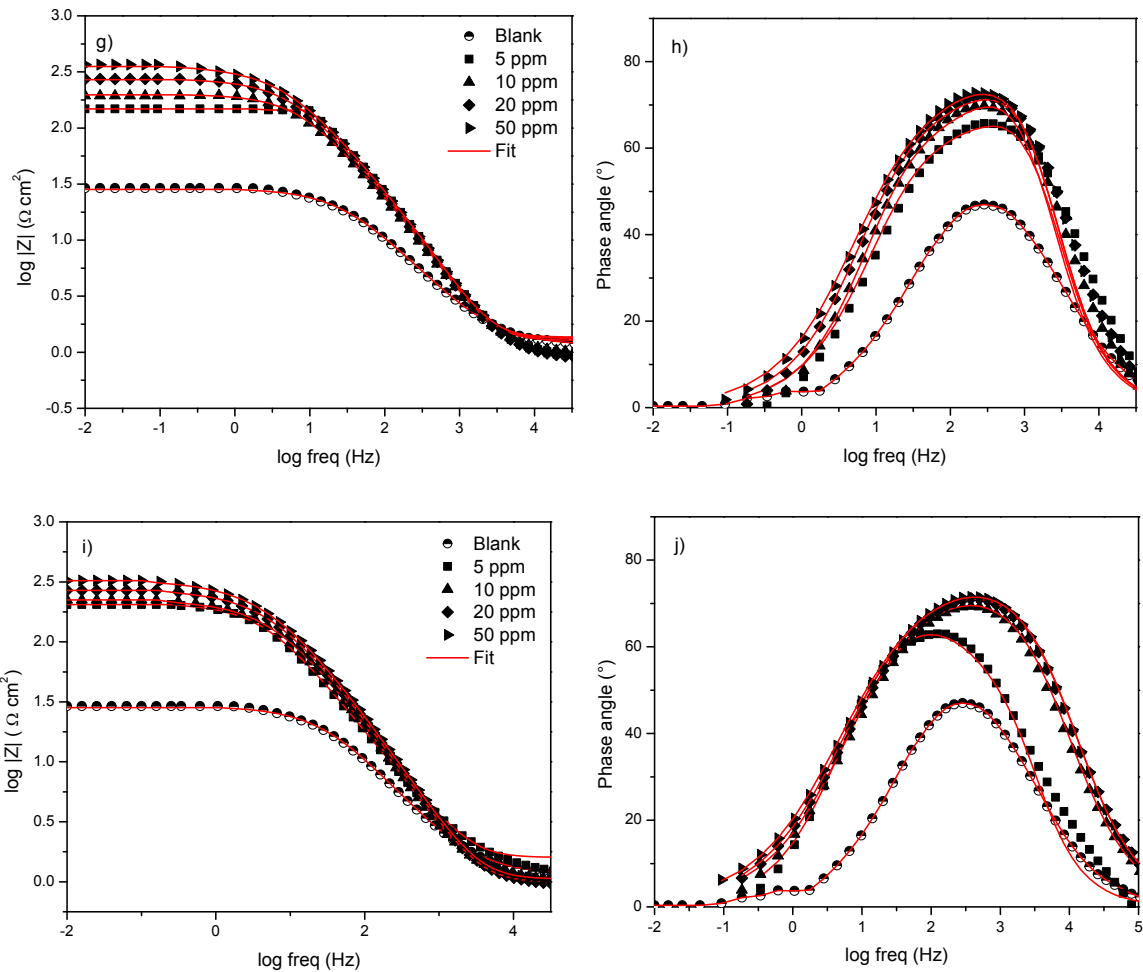 g)
Blank
5 ppm
10 ppm
20 ppm
50 ppm
Fit
3.0
2.5
2.0
1.5
1.0
0.5
0.0
-0.5
log |Z| (Ω cm2)
-2 -1 0 1 2 3 4
log freq (Hz)
h)
80
60
40
20
0
Phase angle (°)
-2 -1 0 1 2 3 4
log freq (Hz)
i)
Blank
5 ppm
10 ppm
20 ppm
50 ppm
Fit
3.0
2.5
2.0
1.5
1.0
0.5
0.0
log |Z| ( Ω cm2)
-2 0 2 4
log freq (Hz)
j)
80
60
40
20
0
Phase angle (°)
-2 -1 0 1 2 3 4 5
log freq (Hz)